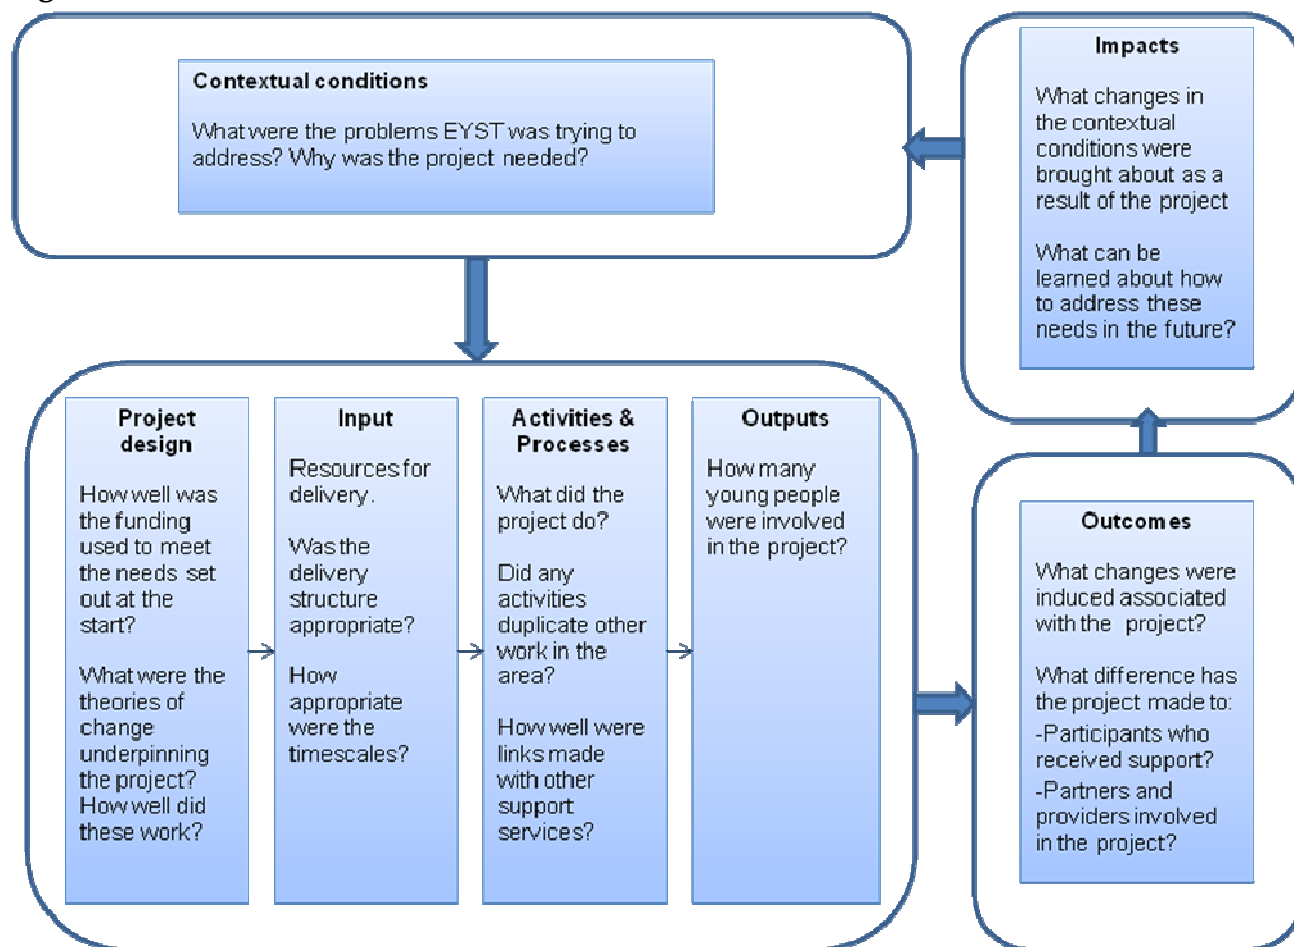 Contextual conditions
What were the problems EYST was trying to
address? Why was the project needed?
Impacts
What changes in
the contextual
conditions were
brought about as a
result of the project
What can be
learned about how
to address these
needs in the future?
Project
design
How well was
the funding
used to meet
the needs set
out at the
start?
What were the
theories of
change
underpinning
the project?
How well did
these work?
Input
Resources for
delivery.
Was the
delivery
structure
appropriate?
How
appropriate
were the
timescales?
Activities &
Processes
What did the
project do?
Did any
activities
duplicate other
work in the
area?
How well were
links made
with other
support
services?
Outputs
How many
young people
were involved
in the project?
Outcomes
What changes were
induced associated
with the project?
What difference has
the project made to:
-Participants who
received support?
-Partners and
providers involved
in the project?